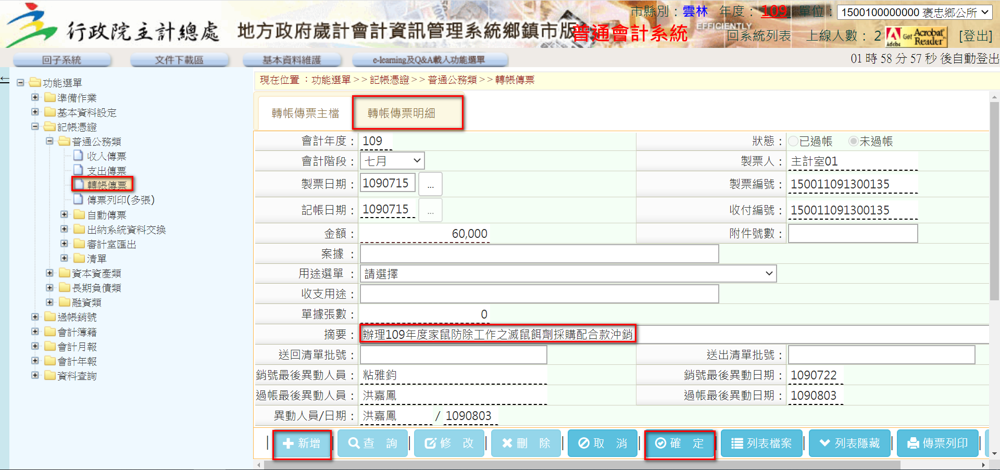 行政院主計總處
地方政府歲計會計資訊管理系統鄉鎮市版
普通會計系統
EFFICIENTLY
市縣別：雲林 年度：109 單位：1500100000000 褒忠鄉公所
回系統列表 上線人數：2 Adobe Get Acrobat Reader [登出]
回子系統 文件下載區 基本資料維護 e-learning及Q&A載入功能選單
01 時 58 分 57 秒 後自動登出
←
功能選單
準備作業
基本資料設定
記帳憑證
普通公務類
收入傳票
支出傳票
轉帳傳票
傳票列印(多張)
自動傳票
出納系統資料交換
審計室匯出
清單
資本資產類
長期負債類
融資類
過帳銷號
會計簿籍
會計月報
會計年報
資料查詢
現在位置：功能選單>>記帳憑證>>普通公務類>>轉帳傳票
轉帳傳票主檔 轉帳傳票明細
會計年度：109 狀態：已過帳 未過帳
會計階段：七月 製票人：主計室01
製票日期：1090715 ... 製票編號：150011091300135
記帳日期：1090715 ... 收付編號：150011091300135
金額：60,000 附件號數：
案據：
用途選單：請選擇
收支用途：
單據張數：0
摘要：辦理109年度家鼠防除工作之滅鼠餌劑採購配合款沖銷
送回清單批號： 送出清單批號：
銷號最後異動人員：粘雅鈞 銷號最後異動日期：1090722
過帳最後異動人員：洪嘉鳳 過帳最後異動日期：1090803
異動人員/日期：洪嘉鳳 / 1090803
| 新增 | 查 詢 | 修 改 | 刪 除 | 取 消 | 確 定 | 列表檔案 | 列表隱藏 | 傳票列印 |